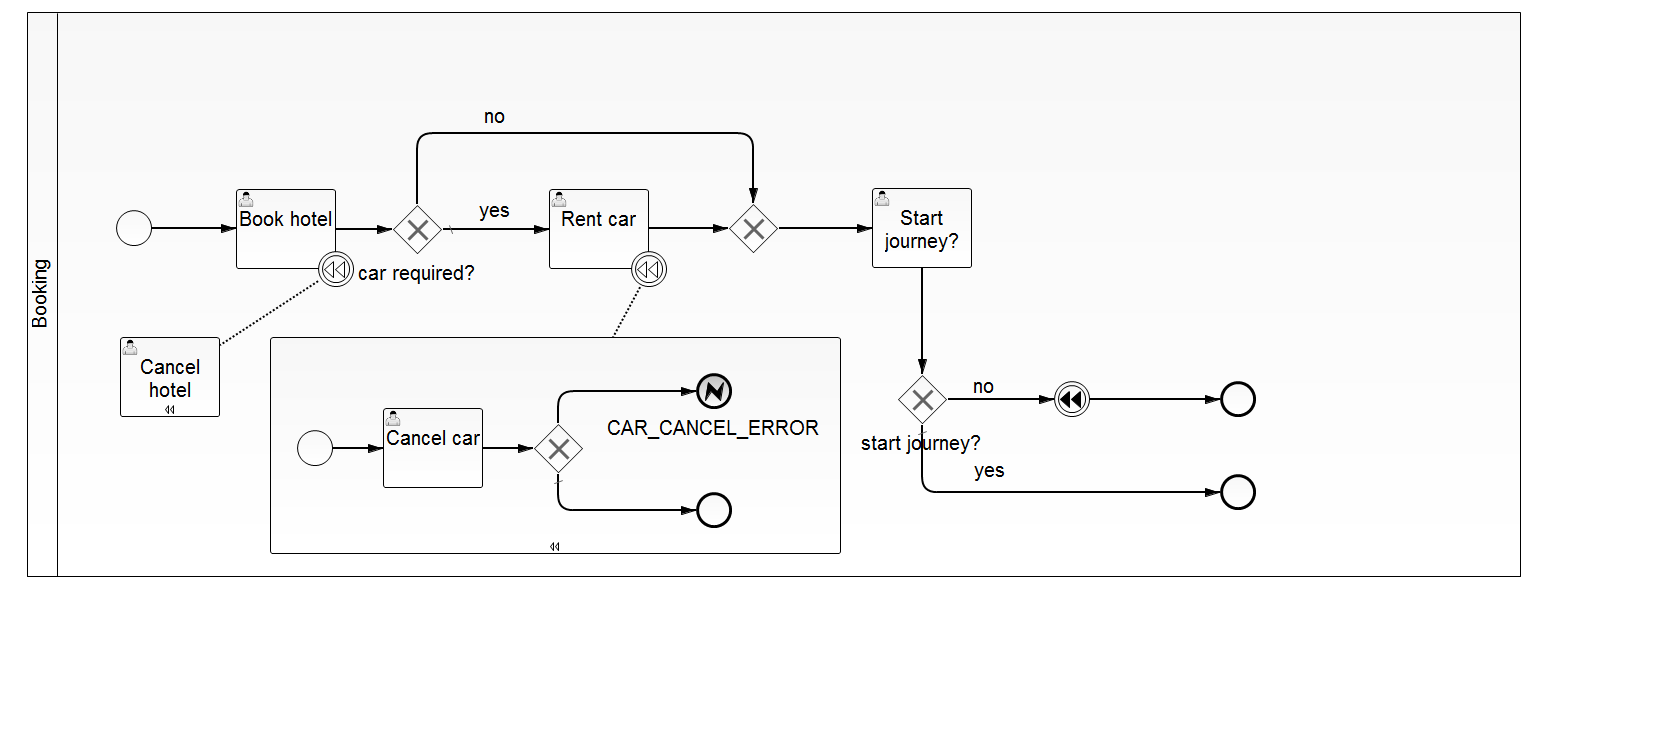 no
yes
Book hotel
Rent car
Start
journey?
car required?
Booking
Cancel
hotel
no
CAR_CANCEL_ERROR
Cancel car
start journey?
yes